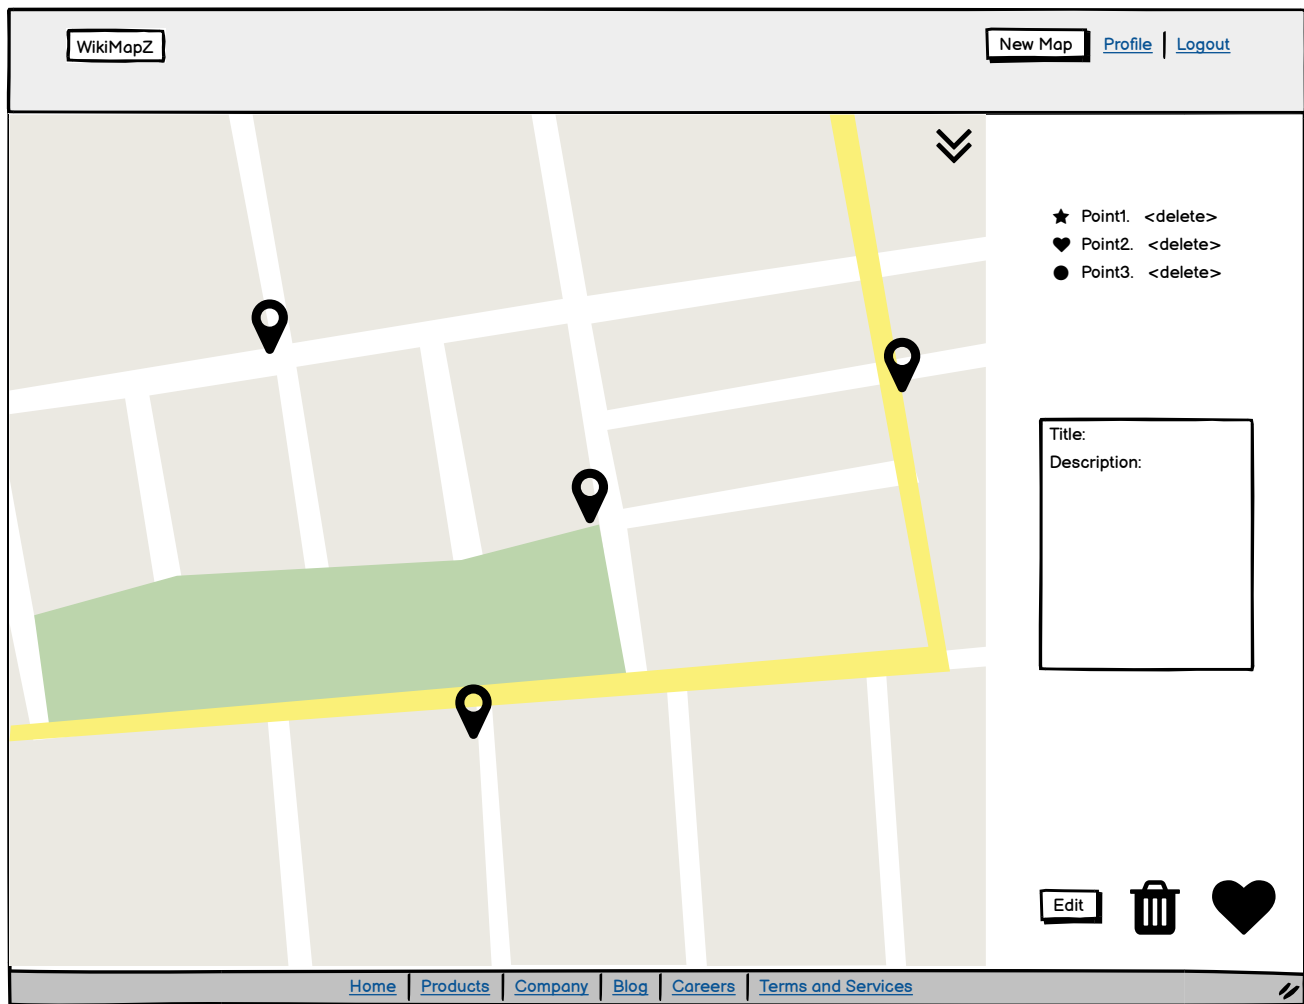 WikiMapZ
New Map Profile Logout
Point1. <delete>
Point2. <delete>
Point3. <delete>
Title:
Description:
Edit
Home Products Company Blog Careers Terms and Services